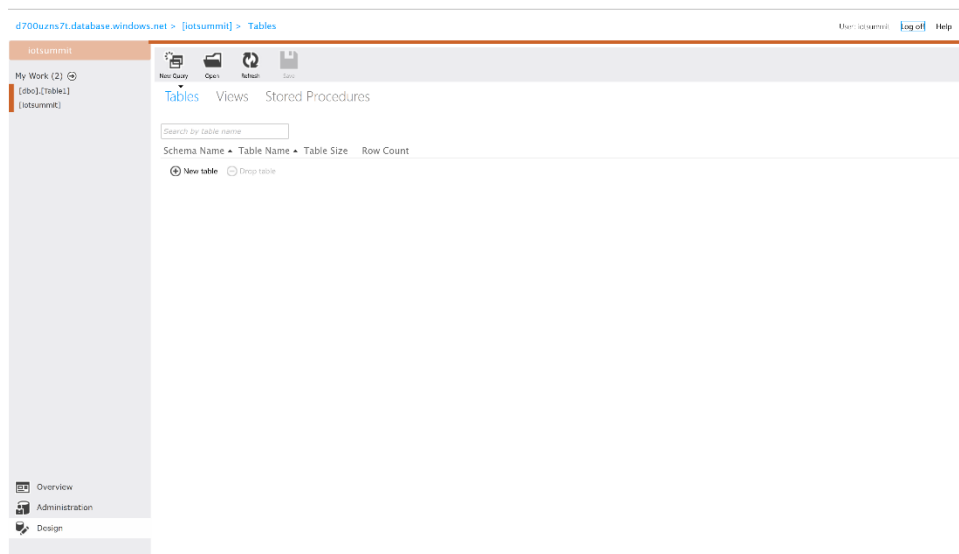 d700uzns7t.database.windows.net > [iotsummit] > Tables
User: iotsummit Log off Help
iotsummit
My Work (2)
[dbo].[Table1]
[iotsummit]
New Query Open Refresh Save
Tables Views Stored Procedures
Search by table name
Schema Name Table Name Table Size Row Count
New table Drop table
Overview
Administration
Design